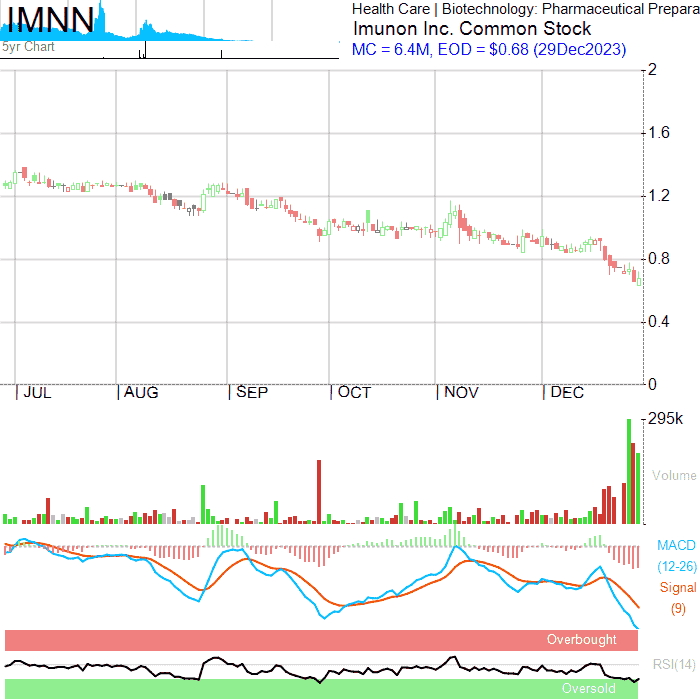 IMNN
5yr Chart
Health Care | Biotechnology: Pharmaceutical Prepara
Imunon Inc. Common Stock
MC = 6.4M, EOD = $0.68 (29Dec2023)
2
1.6
1.2
0.8
0.4
0
JUL AUG SEP OCT NOV DEC
295k
Volume
MACD
(12-26)
Signal
(9)
Overbought
RSI(14)
Oversold